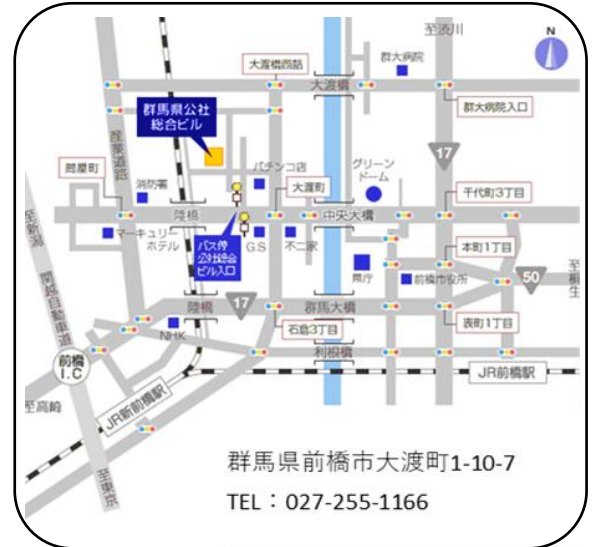 至渋川
N
大渡橋西詰
群大病院
大渡橋
群馬県公社
総合ビル
群大病院入口
産業道路
17
問屋町
消防署
パチンコ店
大渡町
グリーン
ドーム
千代町3丁目
陸橋
中央大橋
至新潟
マーキュリー
ホテル
バス停
公社総合
ビル入口
G.S
不二家
県庁
本町1丁目
前橋市役所
50
至桐生
関越自動車道
陸橋
17
群馬大橋
NHK
石倉3丁目
表町1丁目
利根橋
前橋
I.C
JR前橋駅
至高崎
JR新前橋駅
至東京
群馬県前橋市大渡町1-10-7
TEL：027-255-1166